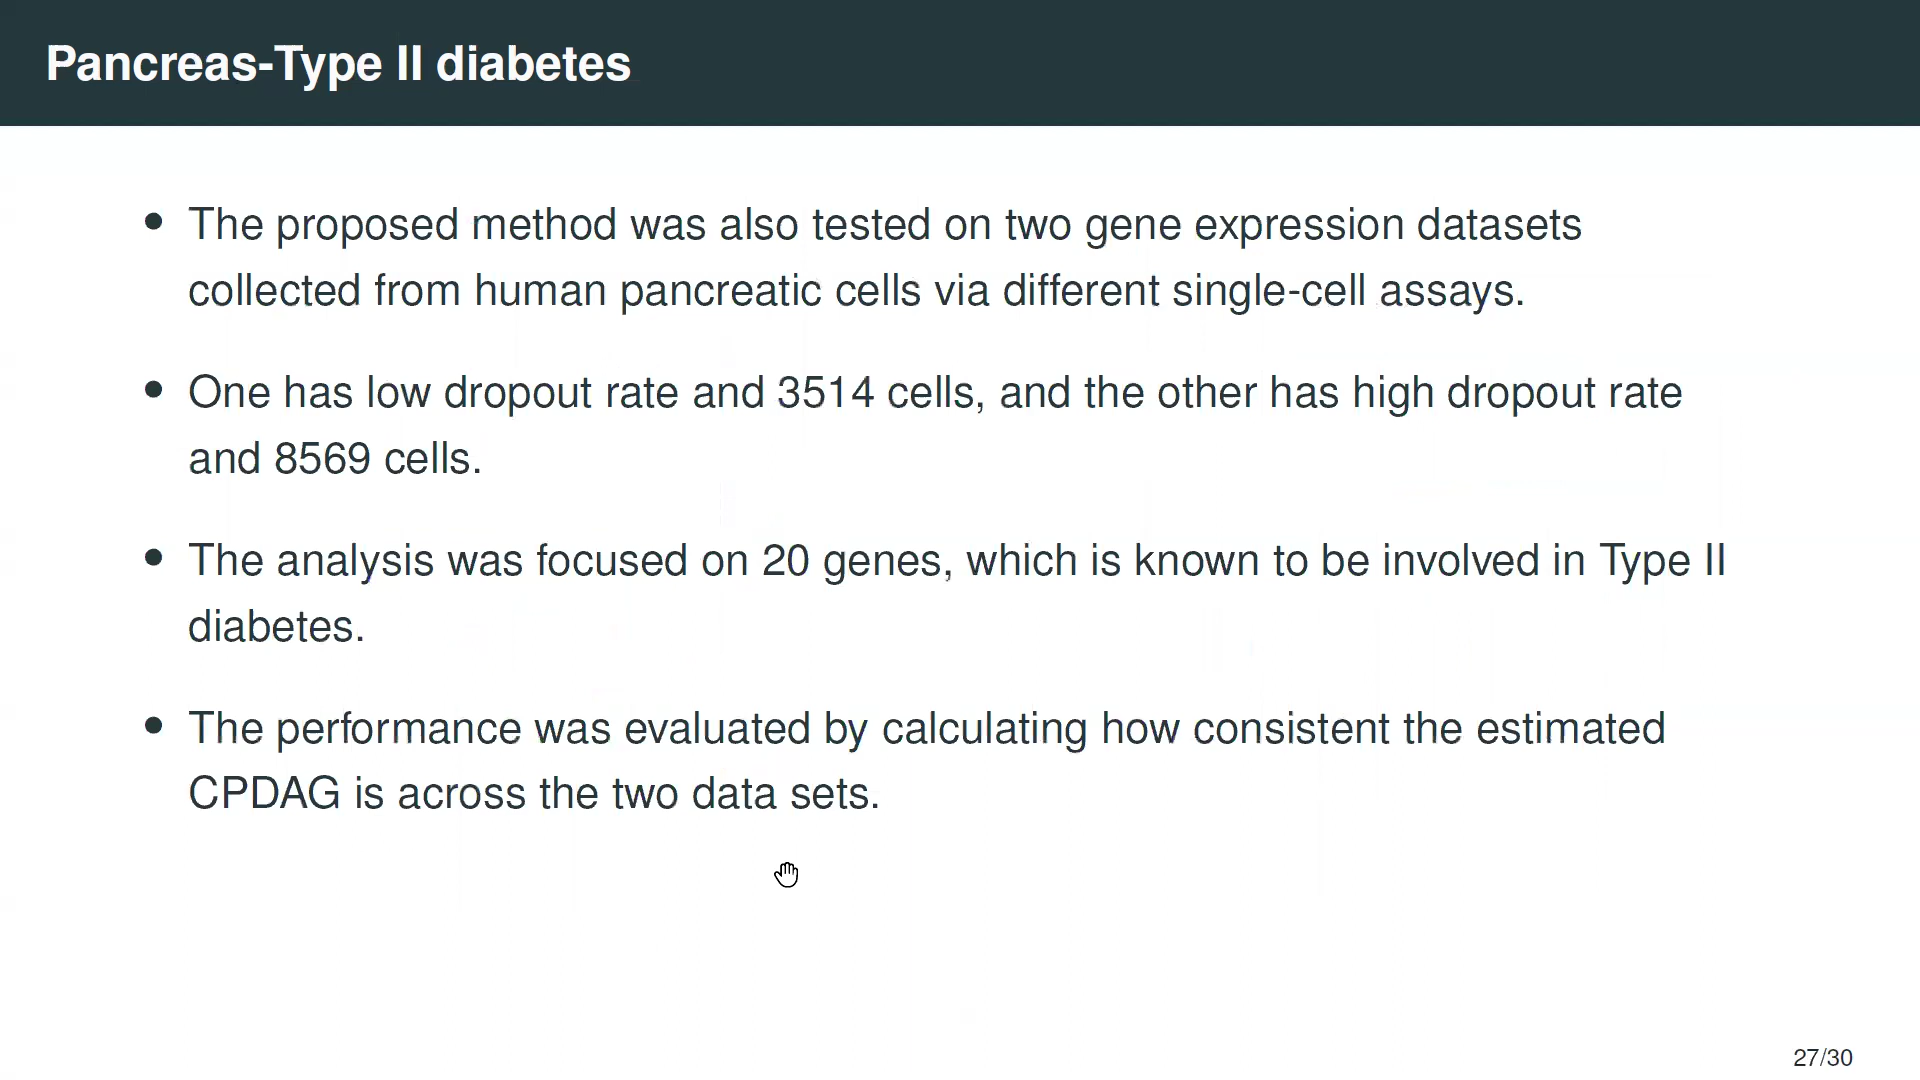 Pancreas-Type II diabetes
• The proposed method was also tested on two gene expression datasets
collected from human pancreatic cells via different single-cell assays.
• One has low dropout rate and 3514 cells, and the other has high dropout rate
and 8569 cells.
• The analysis was focused on 20 genes, which is known to be involved in Type II
diabetes.
• The performance was evaluated by calculating how consistent the estimated
CPDAG is across the two data sets.
27/30